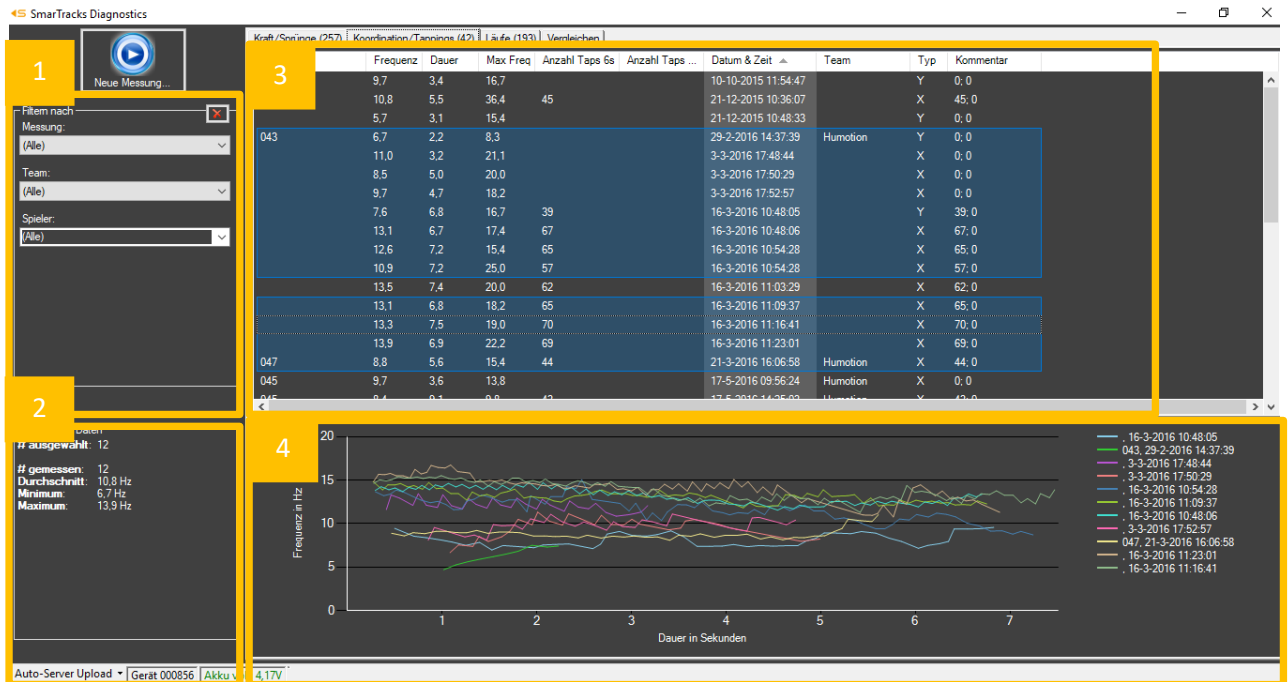 SmarTracks Diagnostics
Kraft/Sprünge (257) Koordination/Tappings (42) Läufe (193) Vergleichen
1
Neue Messung...
Filtern nach
Messung:
(Alle)
Team:
(Alle)
Spieler:
(Alle)
2
Daten
# ausgewählt: 12
# gemessen: 12
Durchschnitt: 10,8 Hz
Minimum: 6,7 Hz
Maximum: 13,9 Hz
3
Frequenz Dauer Max Freq Anzahl Taps 6s Anzahl Taps ... Datum & Zeit Team Typ Kommentar
9,7 3,4 16,7 10-10-2015 11:54:47 Y 0; 0
10,8 5,5 36,4 45 21-12-2015 10:36:07 X 45; 0
5,7 3,1 15,4 21-12-2015 10:48:33 Y 0; 0
043 6,7 2,2 8,3 29-2-2016 14:37:39 Humotion Y 0; 0
11,0 3,2 21,1 3-3-2016 17:48:44 X 0; 0
8,5 5,0 20,0 3-3-2016 17:50:29 X 0; 0
9,7 4,7 18,2 3-3-2016 17:52:57 X 0; 0
7,6 6,8 16,7 39 16-3-2016 10:48:05 Y 39; 0
13,1 6,7 17,4 67 16-3-2016 10:48:06 X 67; 0
12,6 7,2 15,4 65 16-3-2016 10:54:28 X 65; 0
10,9 7,2 25,0 57 16-3-2016 10:54:28 X 57; 0
13,5 7,4 20,0 62 16-3-2016 11:03:29 X 62; 0
13,1 6,8 18,2 65 16-3-2016 11:09:37 X 65; 0
13,3 7,5 19,0 70 16-3-2016 11:16:41 X 70; 0
13,9 6,9 22,2 69 16-3-2016 11:23:01 X 69; 0
047 8,8 5,6 15,4 44 21-3-2016 16:06:58 Humotion X 44; 0
045 9,7 3,6 13,8 17-5-2016 09:56:24 Humotion X 0; 0
4
20
15
10
5
0
Frequenz in Hz
1 2 3 4 5 6 7
Dauer in Sekunden
, 16-3-2016 10:48:05
043, 29-2-2016 14:37:39
, 3-3-2016 17:48:44
, 3-3-2016 17:50:29
, 16-3-2016 10:54:28
, 16-3-2016 11:09:37
, 16-3-2016 10:48:06
, 3-3-2016 17:52:57
047, 21-3-2016 16:06:58
, 16-3-2016 11:23:01
, 16-3-2016 11:16:41
Auto-Server Upload Gerät 000856 Akku 4,17V